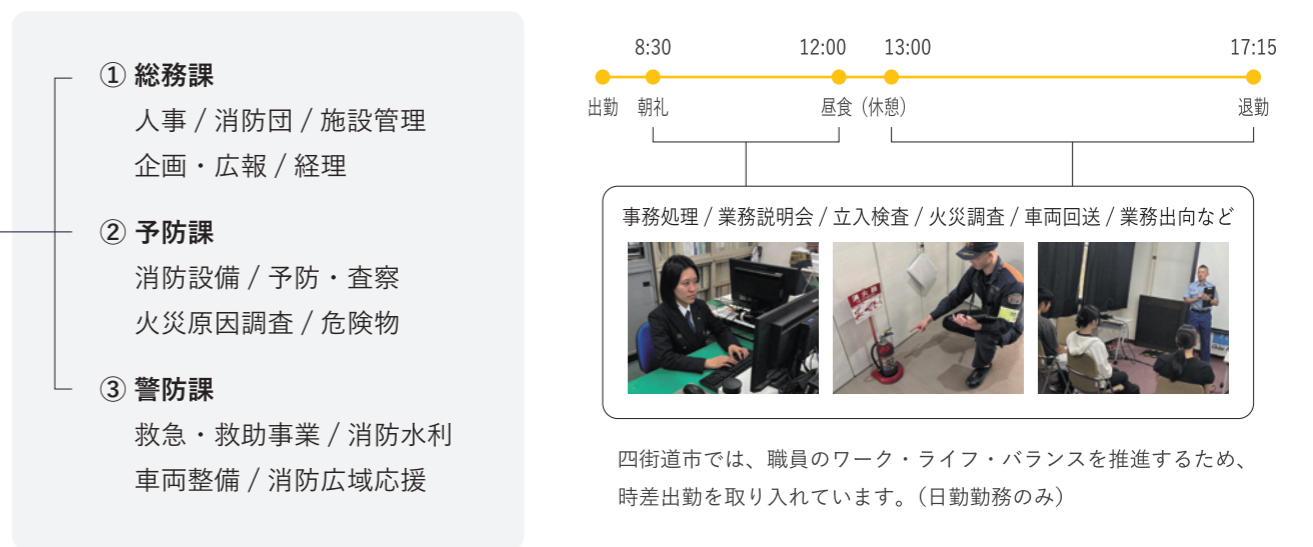 ① 総務課
人事 / 消防団 / 施設管理
企画・広報 / 経理
② 予防課
消防設備 / 予防・査察
火災原因調査 / 危険物
③ 警防課
救急・救助事業 / 消防水利
車両整備 / 消防広域応援
8:30 12:00 13:00 17:15
出勤 朝礼 昼食（休憩） 退勤
事務処理 / 業務説明会 / 立入検査 / 火災調査 / 車両回送 / 業務出向など
消火器
四街道市では、職員のワーク・ライフ・バランスを推進するため、
時差出勤を取り入れています。（日勤勤務のみ）